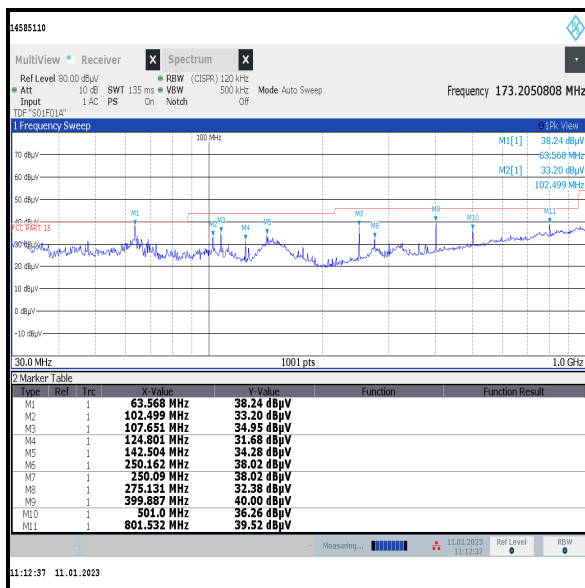 14585110
MultiView Receiver X Spectrum X
Ref Level 80.00 dBµV RBW (CISPR) 120 kHz
Att 10 dB SWT 135 ms VBW 500 kHz Mode Auto Sweep Frequency 173.2050808 MHz
Input 1 AC PS On Notch Off
TDF "S01F01A"
1 Frequency Sweep 1Pk View
100 MHz M1[1] 38.24 dBµV
70 dBµV 63.568 MHz
M2[1] 33.20 dBµV
60 dBµV
102.499 MHz
50 dBµV
M1 M2 M3 M4 M5 M7 M8 M9 M10 M11
40 dBµV
FCC PART 15
30 dBµV
20 dBµV
10 dBµV
0 dBµV
-10 dBµV
30.0 MHz 1001 pts 1.0 GHz
2 Marker Table
Type Ref Trc X-Value Y-Value Function Function Result
M1 1 63.568 MHz 38.24 dBµV
M2 1 102.499 MHz 33.20 dBµV
M3 1 107.651 MHz 34.95 dBµV
M4 1 124.801 MHz 31.68 dBµV
M5 1 142.504 MHz 34.28 dBµV
M6 1 250.162 MHz 38.02 dBµV
M7 1 250.09 MHz 38.02 dBµV
M8 1 275.131 MHz 32.38 dBµV
M9 1 399.887 MHz 40.00 dBµV
M10 1 501.0 MHz 36.26 dBµV
M11 1 801.532 MHz 39.52 dBµV
Measuring... 11.01.2023 Ref Level RBW
11:12:37
11:12:37 11.01.2023